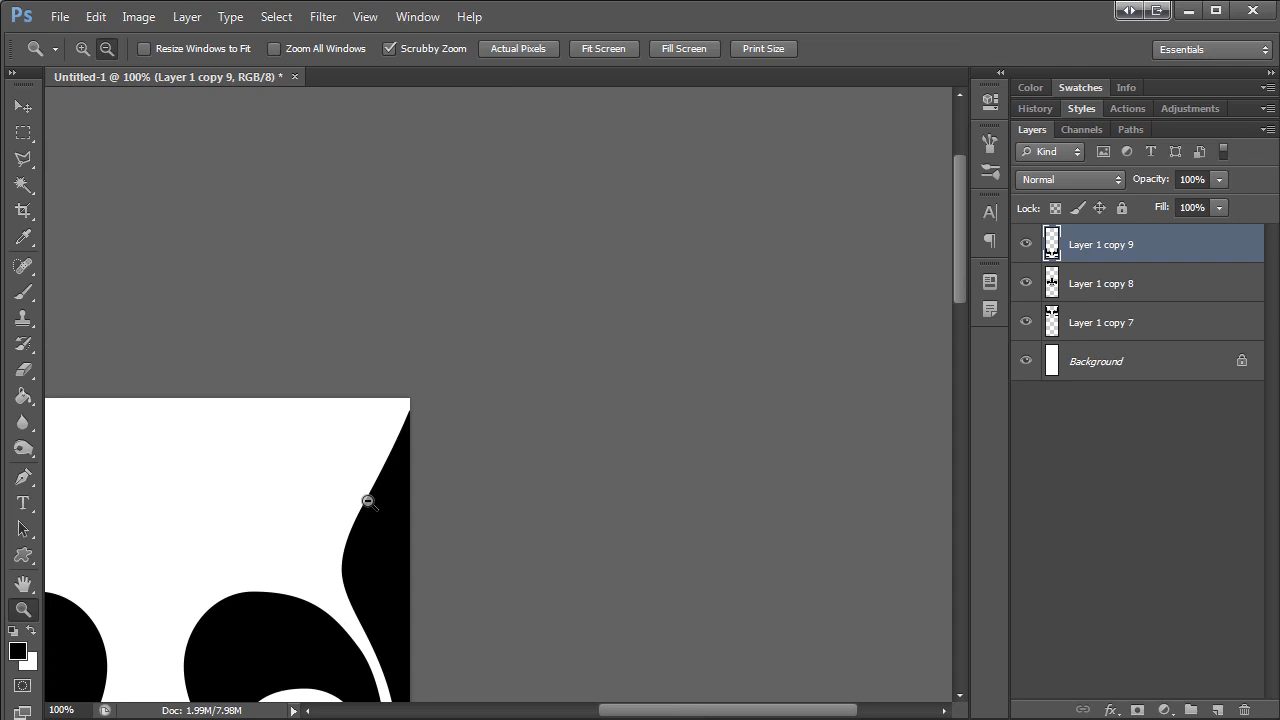 Ps File Edit Image Layer Type Select Filter View Window Help
Resize Windows to Fit Zoom All Windows Scrubby Zoom Actual Pixels Fit Screen Fill Screen Print Size Essentials
Untitled-1 @ 100% (Layer 1 copy 9, RGB/8) *
Color Swatches Info
History Styles Actions Adjustments
Layers Channels Paths
Kind
Normal Opacity: 100%
Lock: Fill: 100%
Layer 1 copy 9
Layer 1 copy 8
Layer 1 copy 7
Background
100% Doc: 1.99M/7.98M